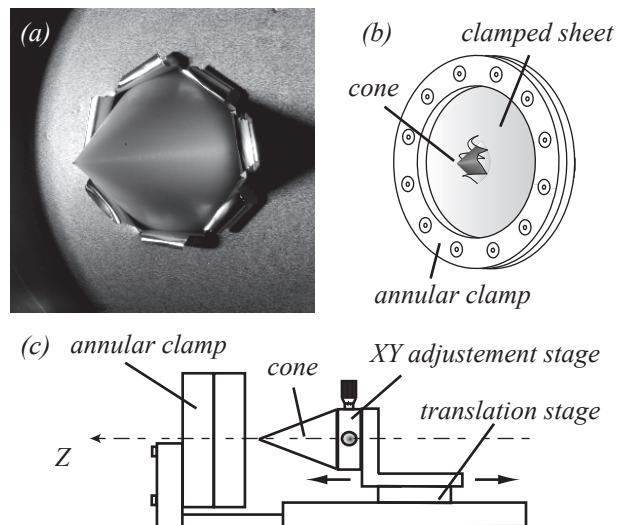 (a)
(b)
clamped sheet
cone
annular clamp
(c)
annular clamp
cone
XY adjustement stage
translation stage
Z